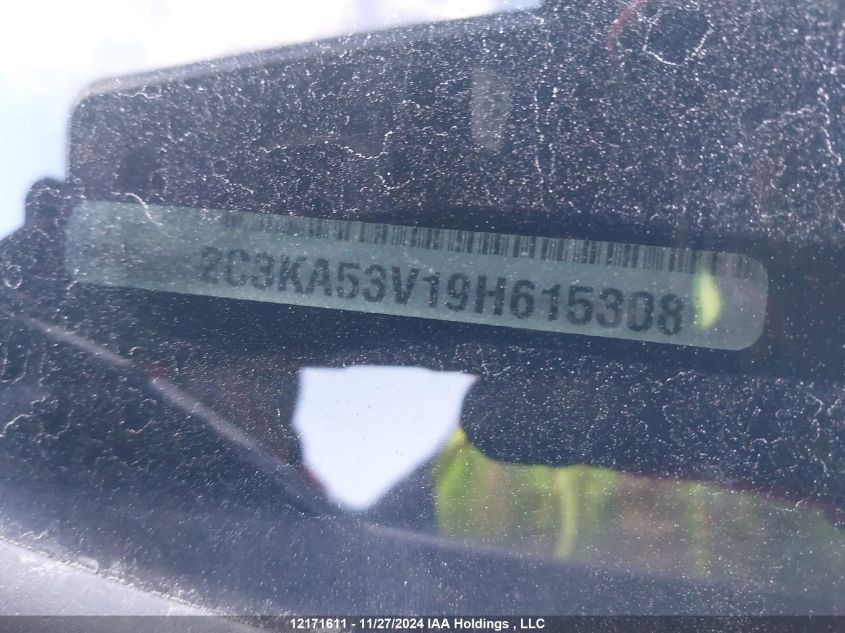 2C3KA53V19H615308
12171611 - 11/27/2024 IAA Holdings , LLC